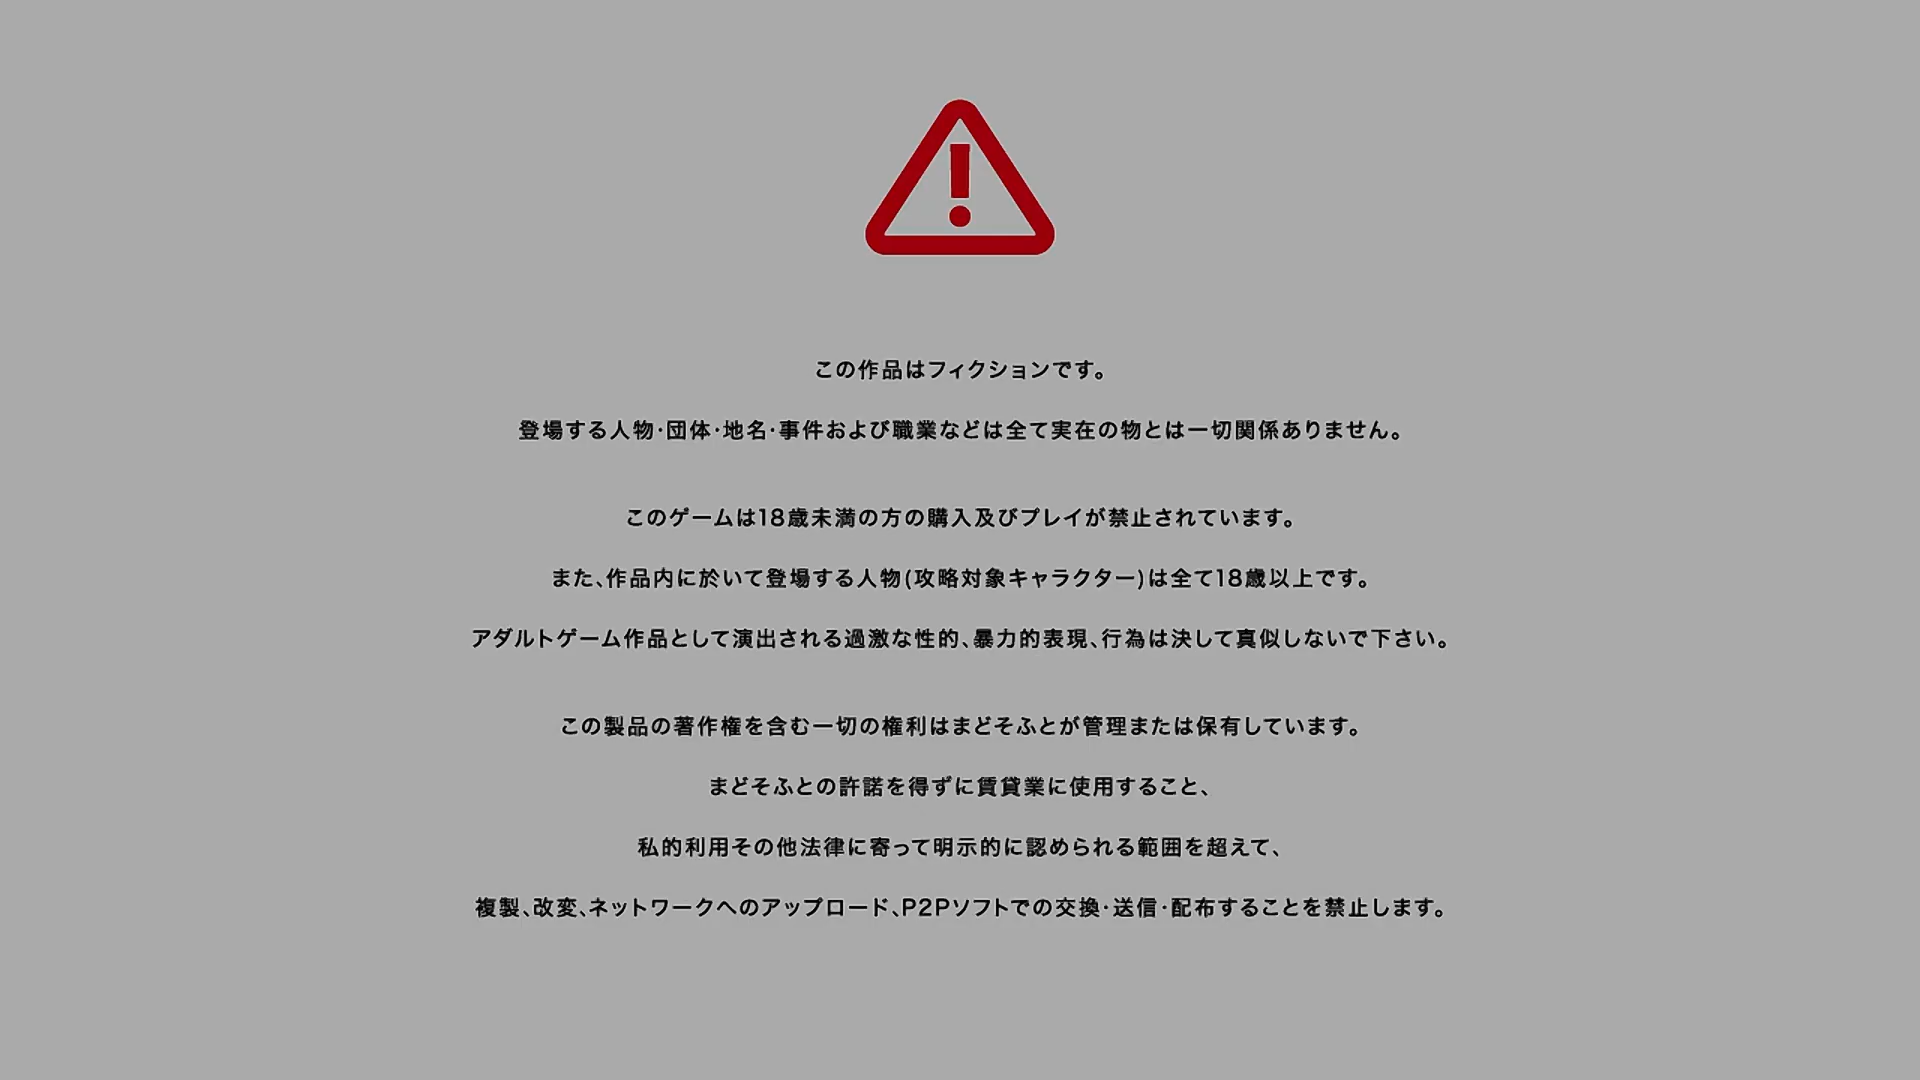 この作品はフィクションです。
登場する人物･団体･地名･事件および職業などは全て実在の物とは一切関係ありません。
このゲームは18歳未満の方の購入及びプレイが禁止されています。
また、作品内に於いて登場する人物(攻略対象キャラクター)は全て18歳以上です。
アダルトゲーム作品として演出される過激な性的、暴力的表現、行為は決して真似しないで下さい。
この製品の著作権を含む一切の権利はまどそふとが管理または保有しています。
まどそふとの許諾を得ずに賃貸業に使用すること、
私的利用その他法律に寄って明示的に認められる範囲を超えて、
複製、改変、ネットワークへのアップロード、P2Pソフトでの交換･送信･配布することを禁止します。